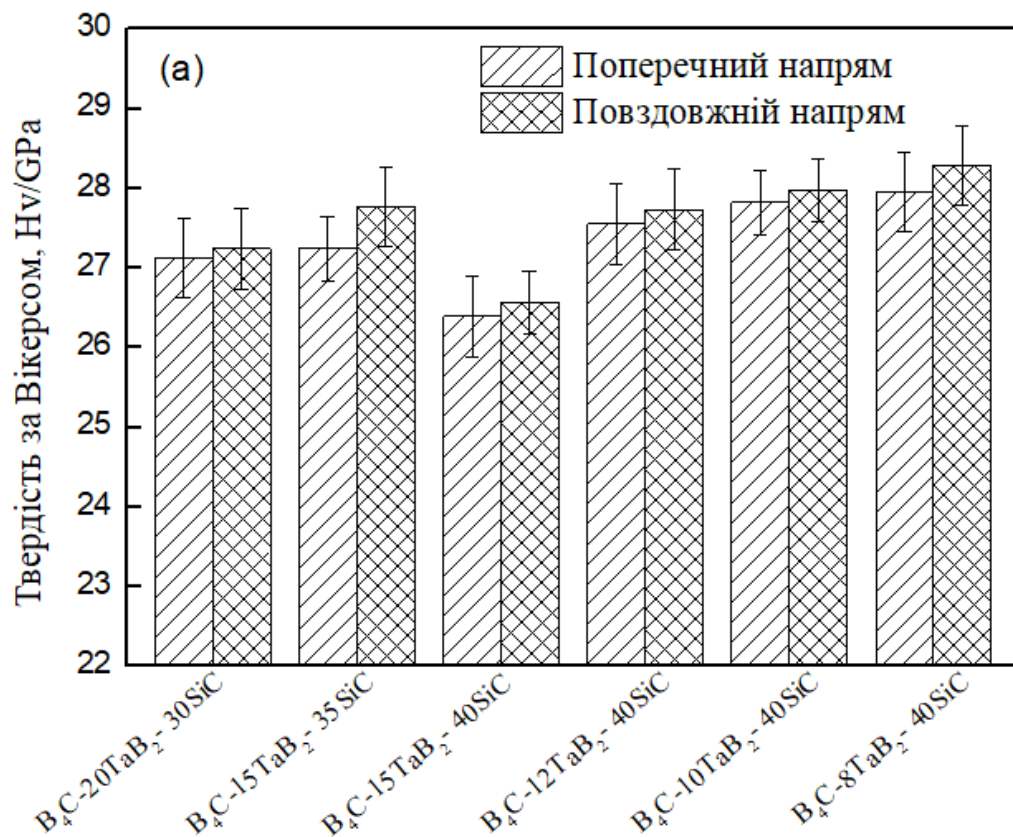 (a)
Поперечний напрям
Повздовжній напрям
Твердість за Вікерсом, Hv/GPa
30
29
28
27
26
25
24
23
22
B₄C-20TaB₂- 30SiC
B₄C-15TaB₂- 35SiC
B₄C-15TaB₂- 40SiC
B₄C-12TaB₂- 40SiC
B₄C-10TaB₂- 40SiC
B₄C-8TaB₂- 40SiC